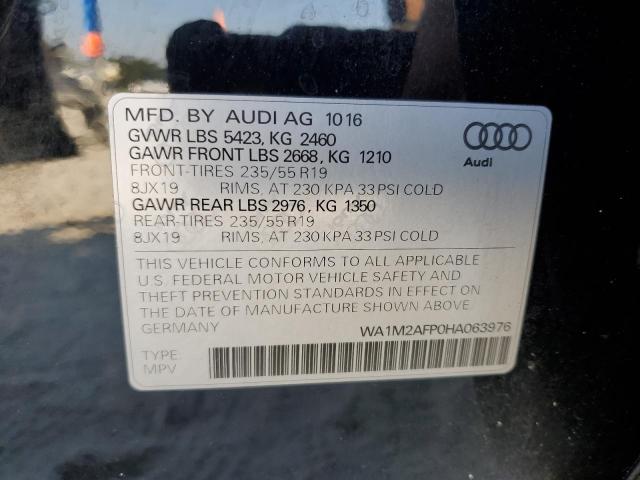 MFD. BY AUDI AG 1016
GVWR LBS 5423, KG 2460
GAWR FRONT LBS 2668, KG 1210
FRONT-TIRES 235/55 R19
8JX19 RIMS, AT 230 KPA 33 PSI COLD
GAWR REAR LBS 2976, KG 1350
REAR-TIRES 235/55 R19
8JX19 RIMS, AT 230 KPA 33 PSI COLD
Audi
THIS VEHICLE CONFORMS TO ALL APPLICABLE
U.S. FEDERAL MOTOR VEHICLE SAFETY AND
THEFT PREVENTION STANDARDS IN EFFECT ON
THE DATE OF MANUFACTURE SHOWN ABOVE.
GERMANY WA1M2AFP0HA063976
TYPE:
MPV